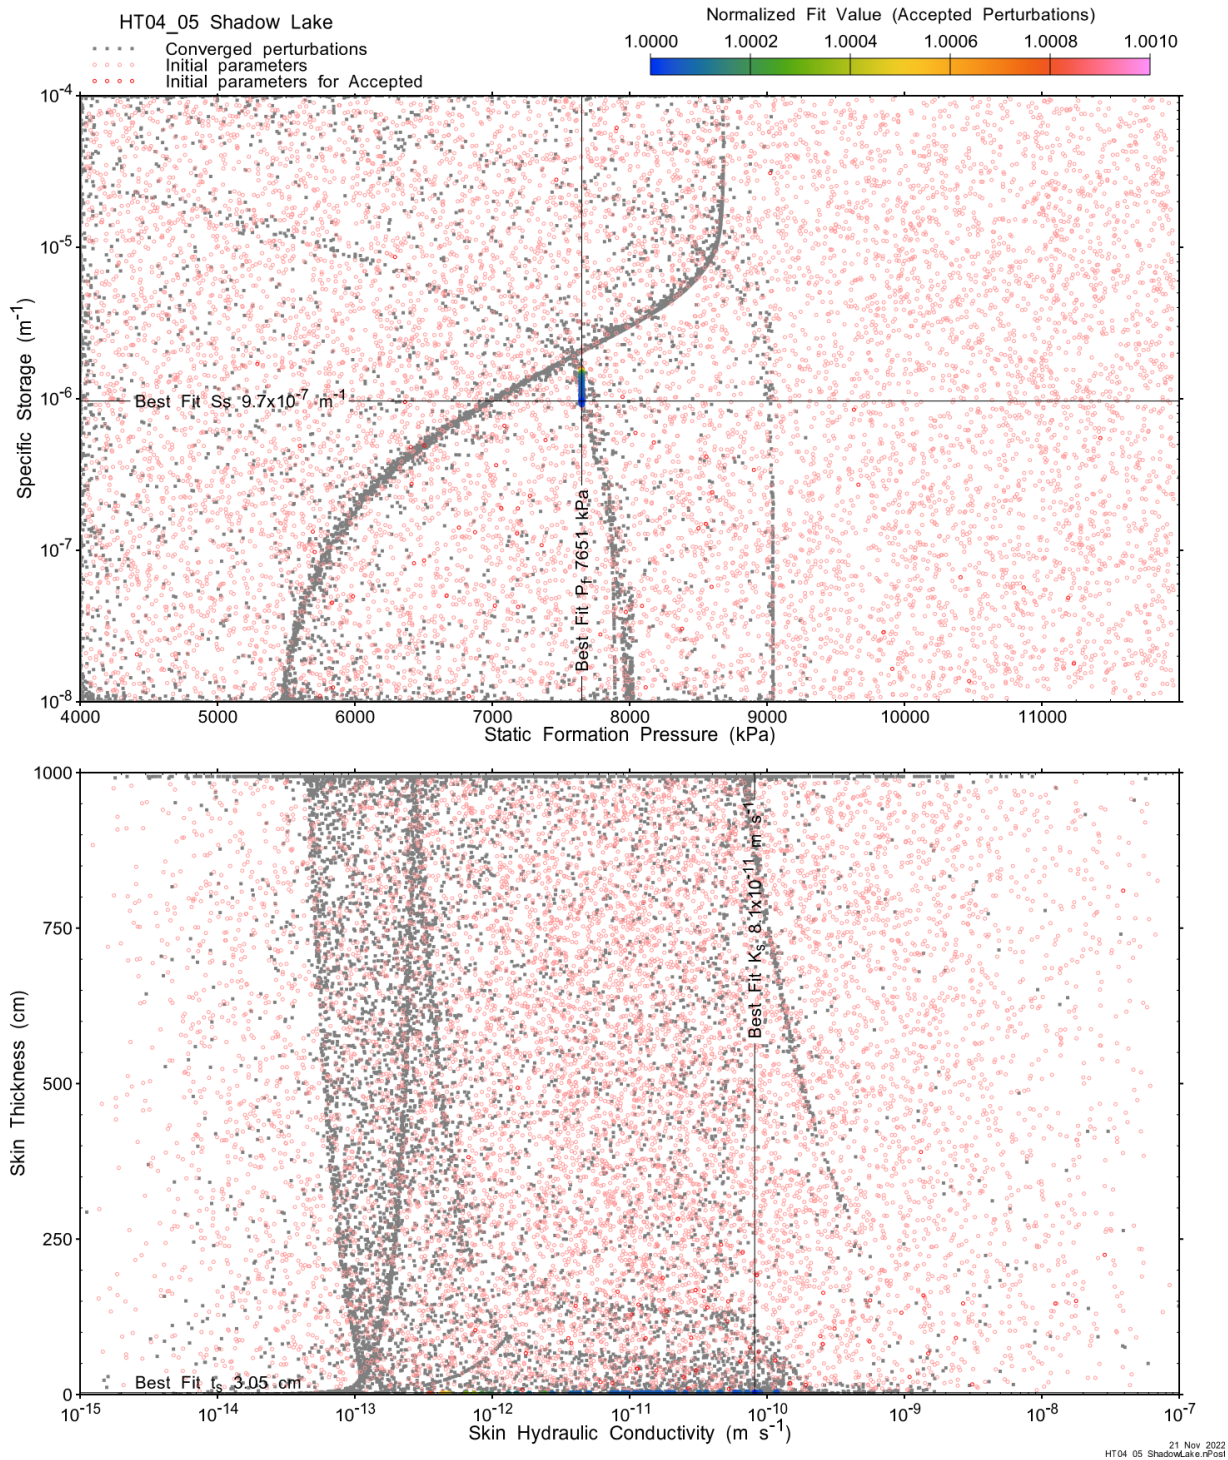 HT04_05 Shadow Lake
Converged perturbations
Initial parameters
Initial parameters for Accepted
Normalized Fit Value (Accepted Perturbations)
1.0000 1.0002 1.0004 1.0006 1.0008 1.0010
10-4
10-5
10-6
10-7
10-8
Specific Storage (m-1)
Best Fit Ss 9.7x10-7 m-1
Best Fit Pf 7651 kPa
4000 5000 6000 7000 8000 9000 10000 11000
Static Formation Pressure (kPa)
1000
750
500
250
0
Skin Thickness (cm)
Best Fit Ks 8.1x10-11 m s-1
Best Fit ts 3.05 cm
10-15 10-14 10-13 10-12 10-11 10-10 10-9 10-8 10-7
Skin Hydraulic Conductivity (m s-1)
21 Nov 2022
HT04_05_ShadowLake.nPost